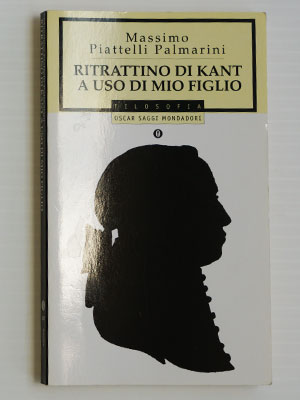 Massimo
Piattelli Palmarini
RITRATTINO DI KANT
A USO DI MIO FIGLIO
FILOSOFIA
OSCAR SAGGI MONDADORI